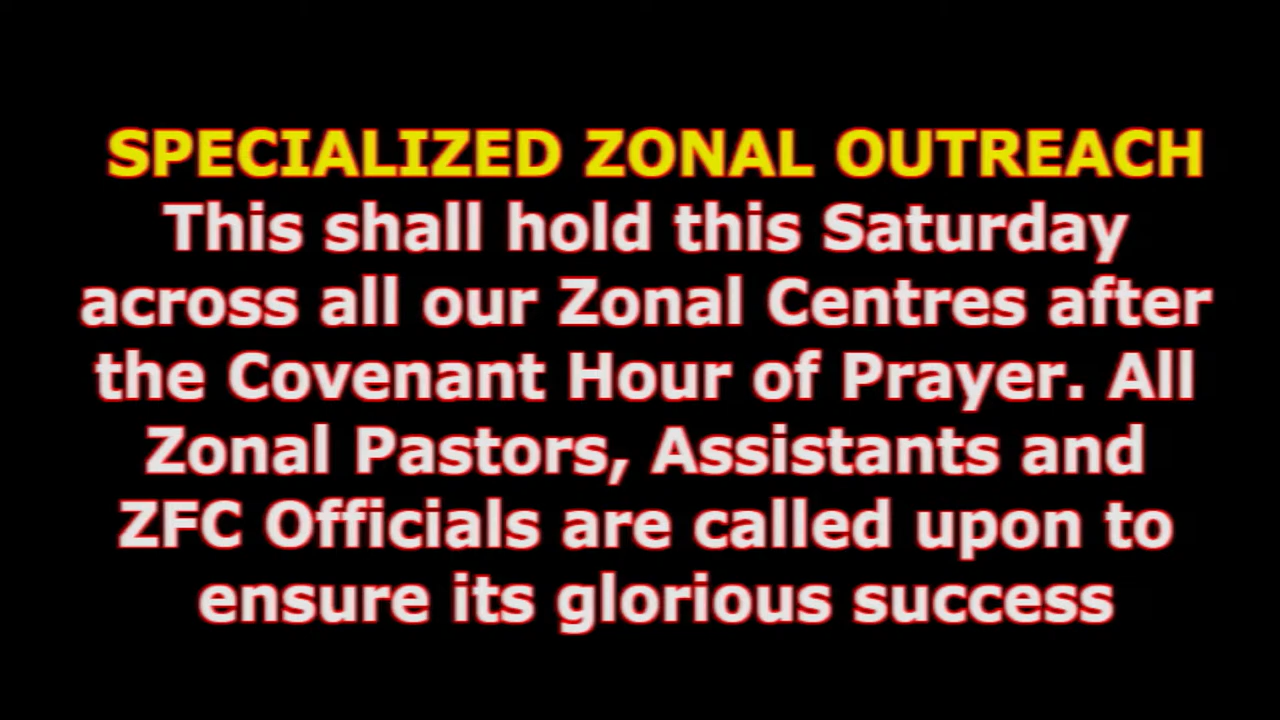 SPECIALIZED ZONAL OUTREACH
This shall hold this Saturday
across all our Zonal Centres after
the Covenant Hour of Prayer. All
Zonal Pastors, Assistants and
ZFC Officials are called upon to
ensure its glorious success